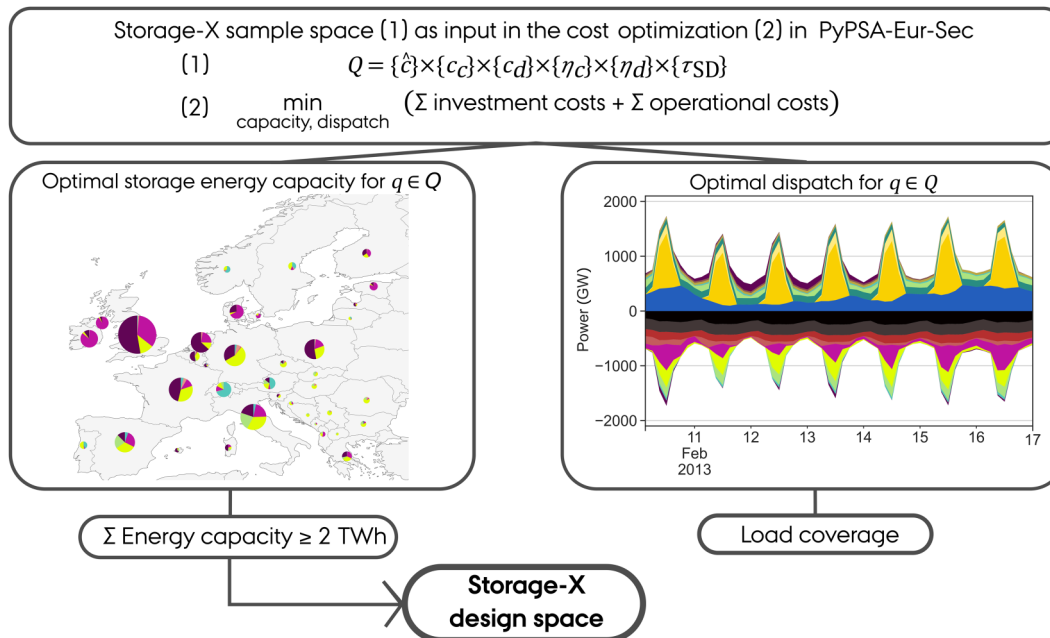 Storage-X sample space (1) as input in the cost optimization (2) in PyPSA-Eur-Sec
(1) Q = {ĉ}×{c_c}×{c_d}×{η_c}×{η_d}×{τ_SD}
(2) min (Σ investment costs + Σ operational costs)
capacity, dispatch
Optimal storage energy capacity for q ∈ Q
Optimal dispatch for q ∈ Q
2000
1000
0
−1000
−2000
Power (GW)
11 12 13 14 15 16 17
Feb
2013
Σ Energy capacity ≥ 2 TWh
Load coverage
Storage-X
design space